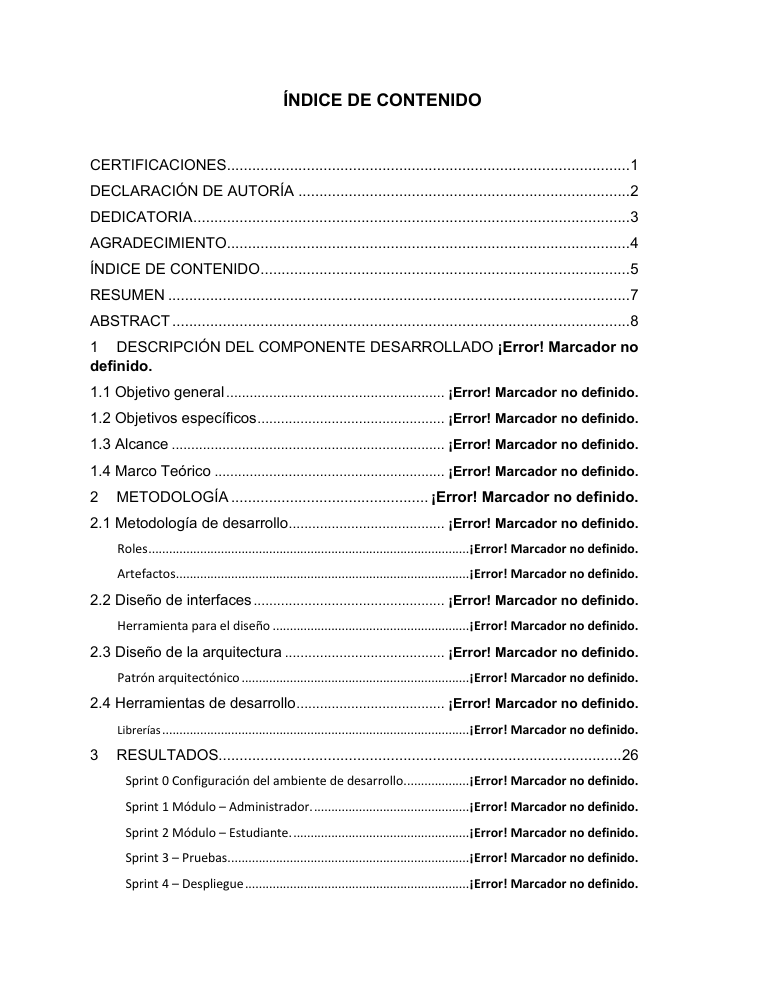 ÍNDICE DE CONTENIDO
CERTIFICACIONES....................................................................................................1
DECLARACIÓN DE AUTORÍA ................................................................................2
DEDICATORIA.........................................................................................................3
AGRADECIMIENTO.................................................................................................4
ÍNDICE DE CONTENIDO.........................................................................................5
RESUMEN ...............................................................................................................7
ABSTRACT ..............................................................................................................8
1 DESCRIPCIÓN DEL COMPONENTE DESARROLLADO ¡Error! Marcador no
definido.
1.1 Objetivo general..................................................... ¡Error! Marcador no definido.
1.2 Objetivos específicos............................................. ¡Error! Marcador no definido.
1.3 Alcance .................................................................. ¡Error! Marcador no definido.
1.4 Marco Teórico ........................................................ ¡Error! Marcador no definido.
2 METODOLOGÍA ................................................ ¡Error! Marcador no definido.
2.1 Metodología de desarrollo...................................... ¡Error! Marcador no definido.
Roles.................................................................................................¡Error! Marcador no definido.
Artefactos.........................................................................................¡Error! Marcador no definido.
2.2 Diseño de interfaces .............................................. ¡Error! Marcador no definido.
Herramienta para el diseño ............................................................¡Error! Marcador no definido.
2.3 Diseño de la arquitectura ....................................... ¡Error! Marcador no definido.
Patrón arquitectónico ......................................................................¡Error! Marcador no definido.
2.4 Herramientas de desarrollo.................................... ¡Error! Marcador no definido.
Librerías ............................................................................................¡Error! Marcador no definido.
3 RESULTADOS..................................................................................................26
Sprint 0 Configuración del ambiente de desarrollo...................¡Error! Marcador no definido.
Sprint 1 Módulo – Administrador. ...............................................¡Error! Marcador no definido.
Sprint 2 Módulo – Estudiante. .....................................................¡Error! Marcador no definido.
Sprint 3 – Pruebas.........................................................................¡Error! Marcador no definido.
Sprint 4 – Despliegue ...................................................................¡Error! Marcador no definido.